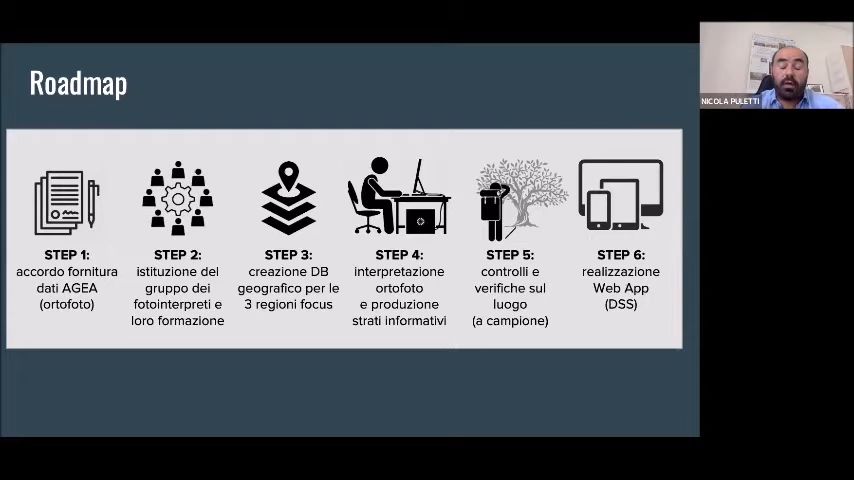 Roadmap
NICOLA PULETTI
STEP 1:
accordo fornitura
dati AGEA
(ortofoto)
STEP 2:
istituzione del
gruppo dei
fotointerpreti e
loro formazione
STEP 3:
creazione DB
geografico per le
3 regioni focus
STEP 4:
interpretazione
ortofoto
e produzione
strati informativi
STEP 5:
controlli e
verifiche sul
luogo
(a campione)
STEP 6:
realizzazione
Web App
(DSS)